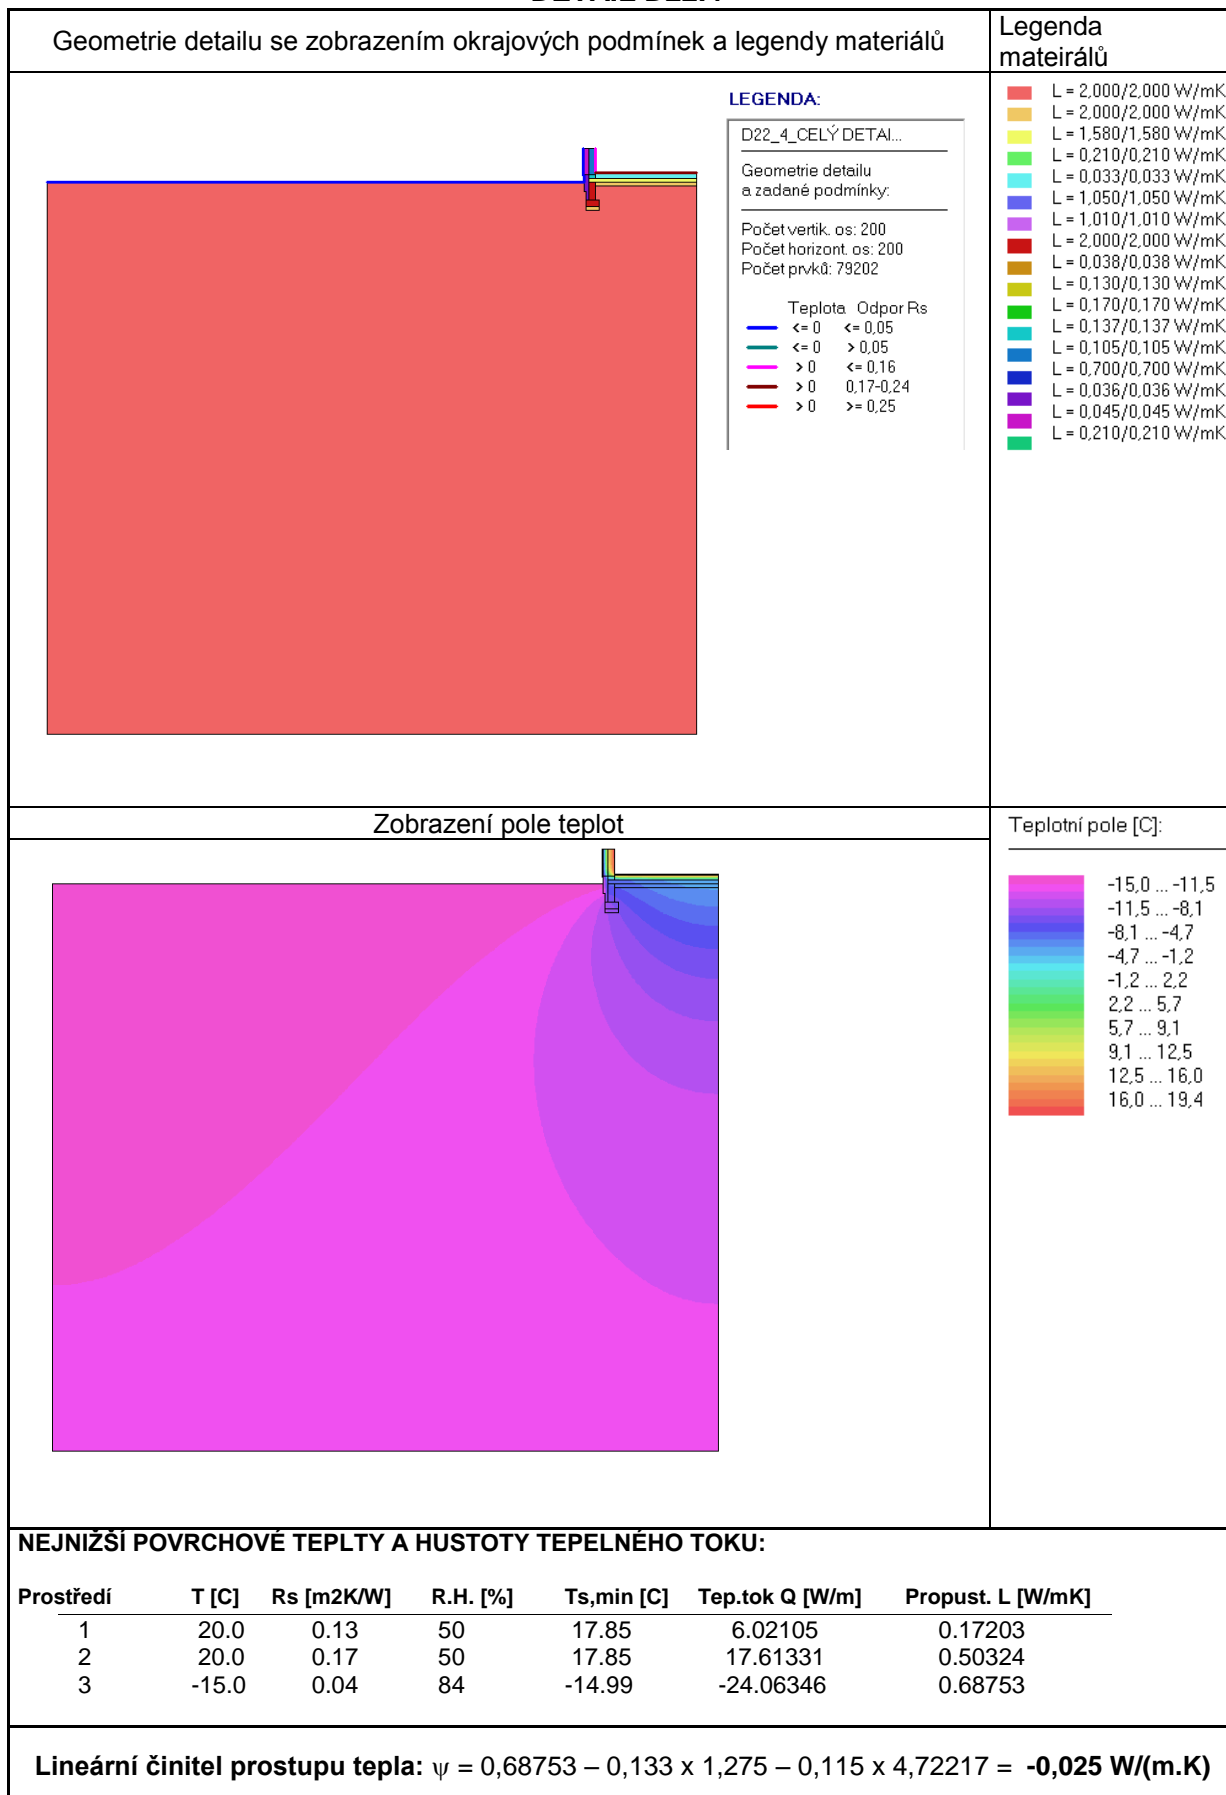 Geometrie detailu se zobrazením okrajových podmínek a legendy materiálů
Legenda
mateirálů
LEGENDA:
D22_4_CELÝ DETAI...
Geometrie detailu
a zadané podmínky:
Počet vertik. os: 200
Počet horizont. os: 200
Počet prvků: 79202
Teplota Odpor Rs
<= 0 <= 0,05
<= 0 > 0,05
> 0 <= 0,16
> 0 0,17-0,24
> 0 >= 0,25
L = 2,000/2,000 W/mK
L = 2,000/2,000 W/mK
L = 1,580/1,580 W/mK
L = 0,210/0,210 W/mK
L = 0,033/0,033 W/mK
L = 1,050/1,050 W/mK
L = 1,010/1,010 W/mK
L = 2,000/2,000 W/mK
L = 0,038/0,038 W/mK
L = 0,130/0,130 W/mK
L = 0,170/0,170 W/mK
L = 0,137/0,137 W/mK
L = 0,105/0,105 W/mK
L = 0,700/0,700 W/mK
L = 0,036/0,036 W/mK
L = 0,045/0,045 W/mK
L = 0,210/0,210 W/mK
Zobrazení pole teplot
Teplotní pole [C]:
-15,0 ... -11,5
-11,5 ... -8,1
-8,1 ... -4,7
-4,7 ... -1,2
-1,2 ... 2,2
2,2 ... 5,7
5,7 ... 9,1
9,1 ... 12,5
12,5 ... 16,0
16,0 ... 19,4
NEJNIŽŠÍ POVRCHOVÉ TEPLTY A HUSTOTY TEPELNÉHO TOKU:
Prostředí T [C] Rs [m2K/W] R.H. [%] Ts,min [C] Tep.tok Q [W/m] Propust. L [W/mK]
1 20.0 0.13 50 17.85 6.02105 0.17203
2 20.0 0.17 50 17.85 17.61331 0.50324
3 -15.0 0.04 84 -14.99 -24.06346 0.68753
Lineární činitel prostupu tepla: ψ = 0,68753 – 0,133 x 1,275 – 0,115 x 4,72217 = -0,025 W/(m.K)